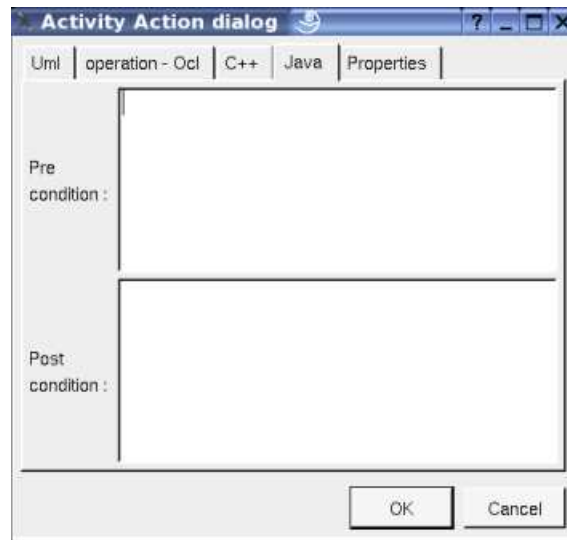 Activity Action dialog
Uml operation - Ocl C++ Java Properties
Pre
condition :
Post
condition :
OK Cancel